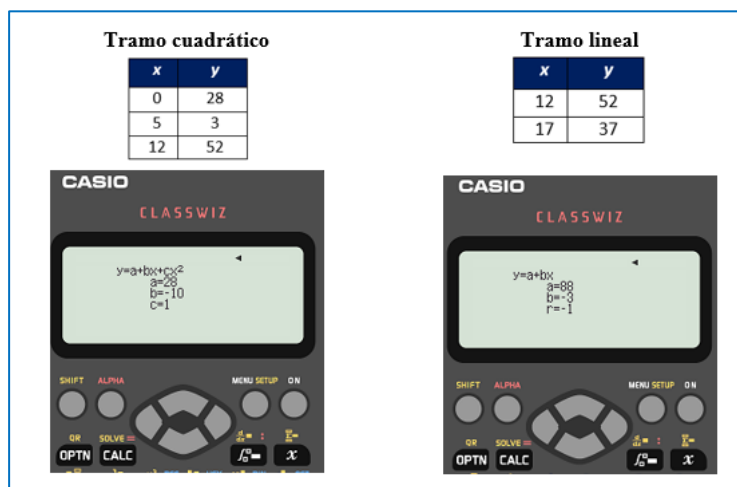 Tramo cuadrático
x y
0 28
5 3
12 52
CASIO
CLASSWIZ
y=a+bx+cx²
a=28
b=-10
c=1
SHIFT ALPHA MENU SETUP ON
QR SOLVE =
OPTN CALC x
Tramo lineal
x y
12 52
17 37
CASIO
CLASSWIZ
y=a+bx
a=88
b=-3
r=-1
SHIFT ALPHA MENU SETUP ON
QR SOLVE =
OPTN CALC x